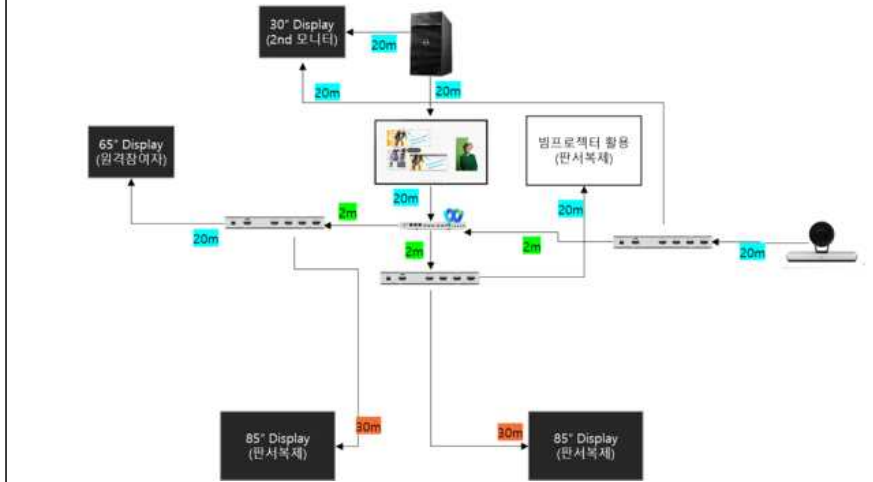 30" Display
(2nd 모니터)
20m
20m
20m
65" Display
(원격참여자)
빔프로젝터 활용
(판서복제)
20m
20m
2m
20m
2m
2m
20m
30m
85" Display
(판서복제)
30m
85" Display
(판서복제)